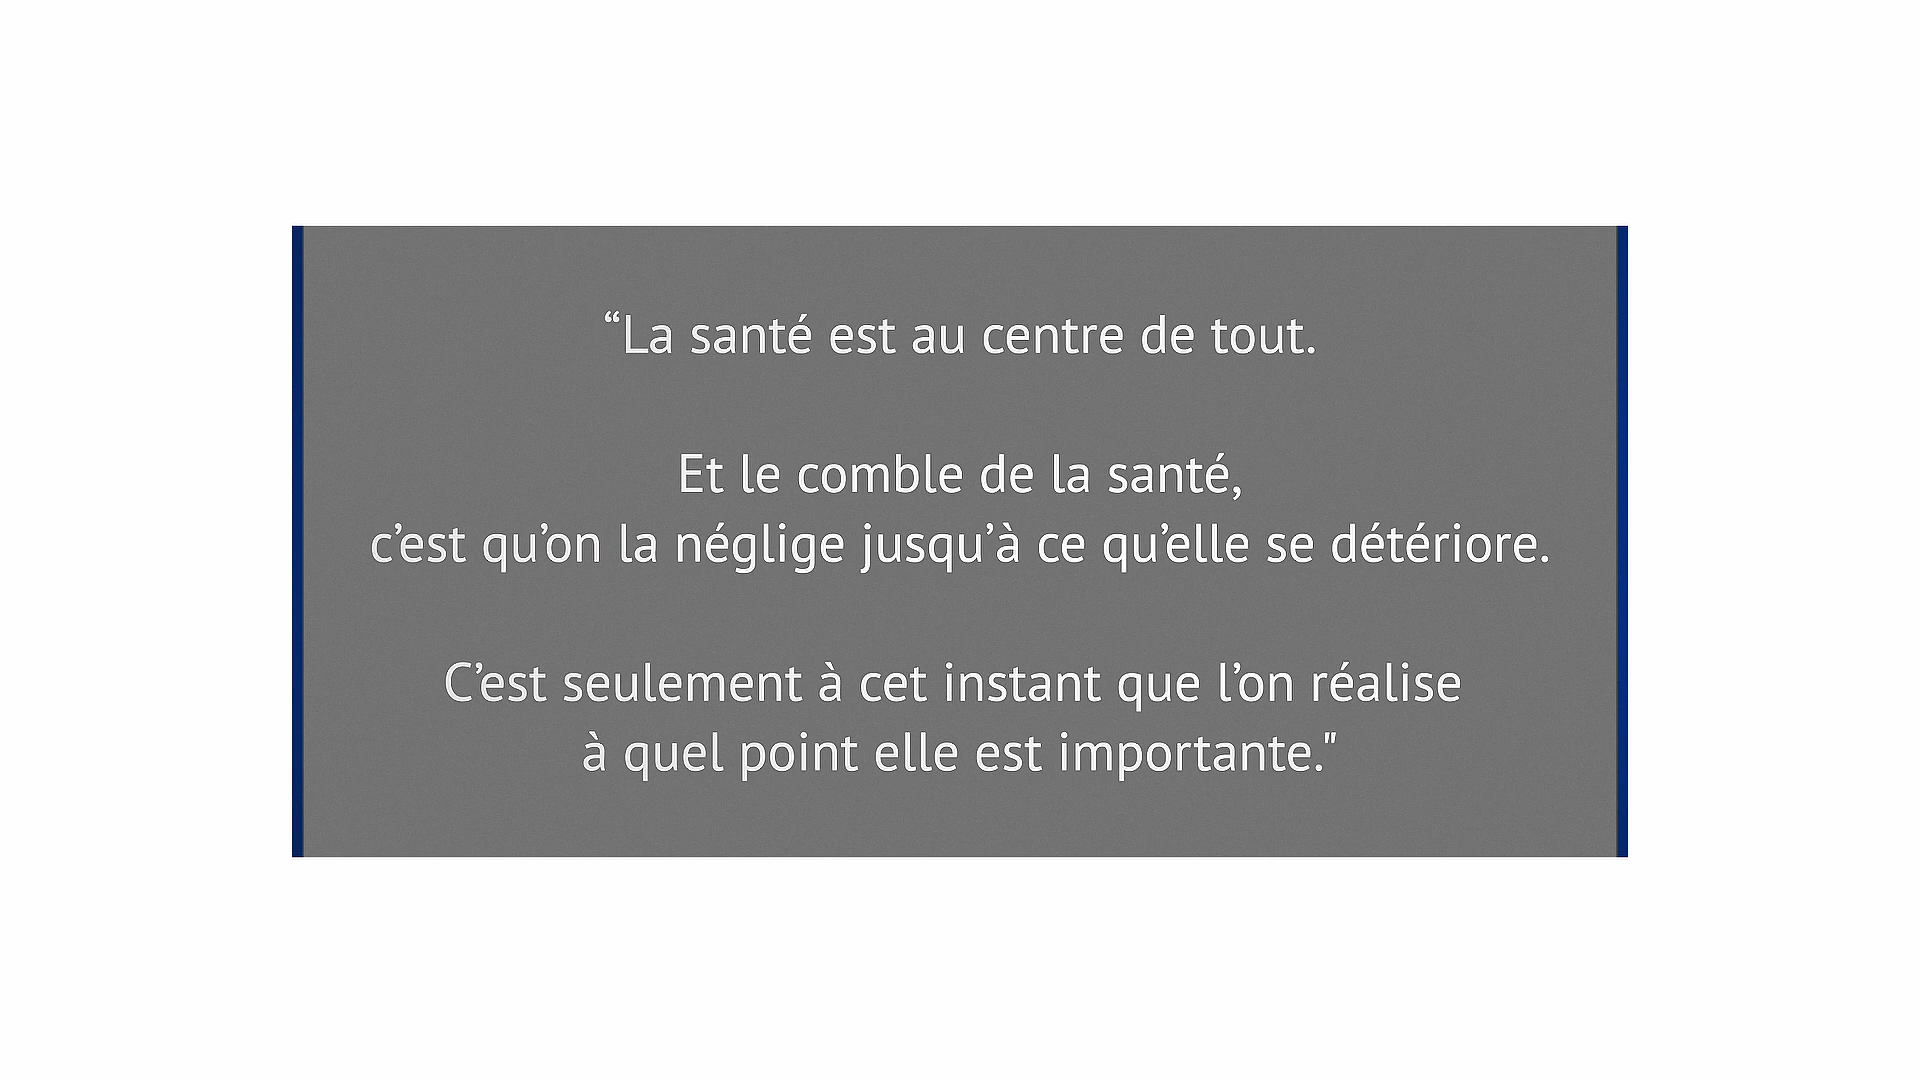 “La santé est au centre de tout.
Et le comble de la santé,
c’est qu’on la néglige jusqu’à ce qu’elle se détériore.
C’est seulement à cet instant que l’on réalise
à quel point elle est importante."